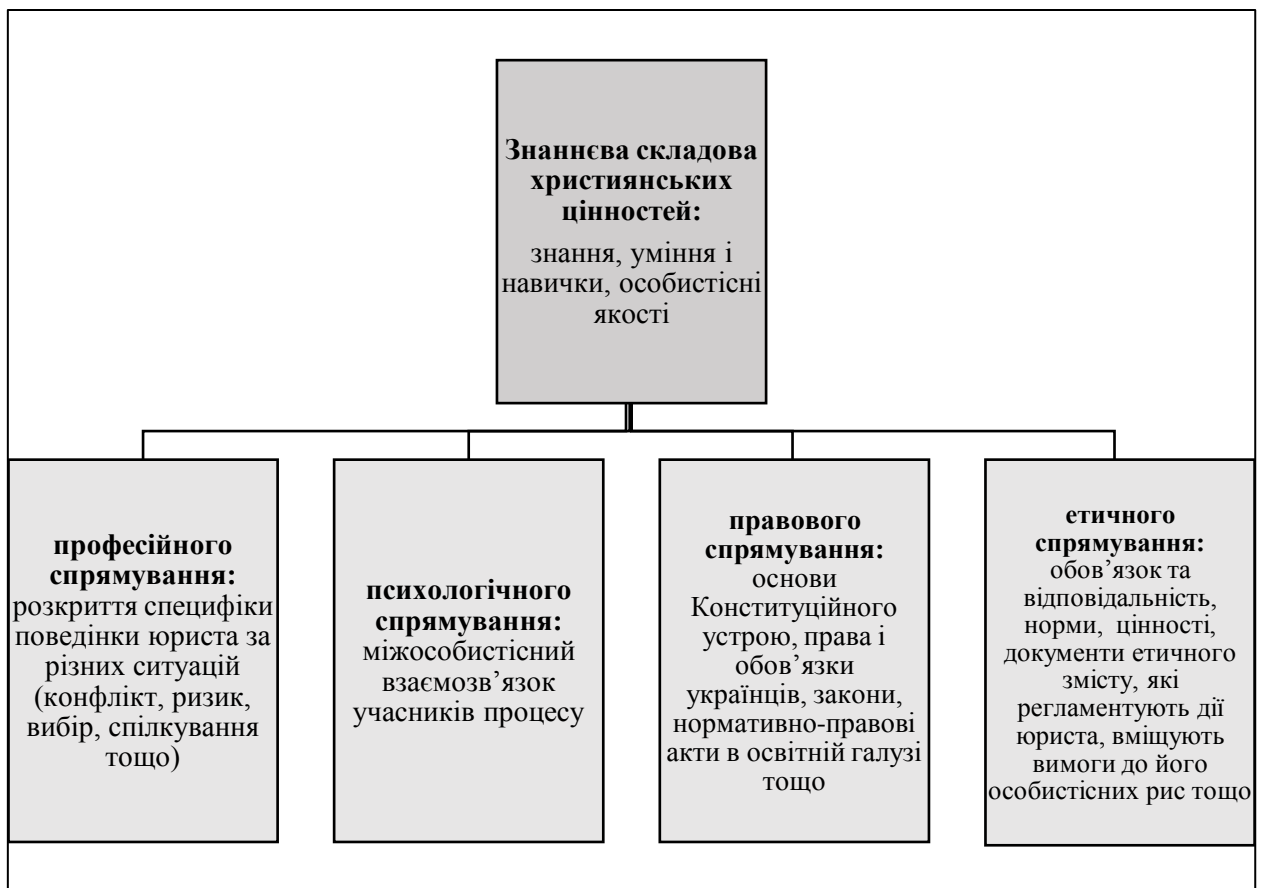 Знаннєва складова
християнських
цінностей:
знання, уміння і
навички, особистісні
якості
професійного
спрямування:
розкриття специфіки
поведінки юриста за
різних ситуацій
(конфлікт, ризик,
вибір, спілкування
тощо)
психологічного
спрямування:
міжособистісний
взаємозв’язок
учасників процесу
правового
спрямування:
основи
Конституційного
устрою, права і
обов’язки
українців, закони,
нормативно-правові
акти в освітній галузі
тощо
етичного
спрямування:
обов’язок та
відповідальність,
норми, цінності,
документи етичного
змісту, які
регламентують дії
юриста, вміщують
вимоги до його
особистісних рис тощо